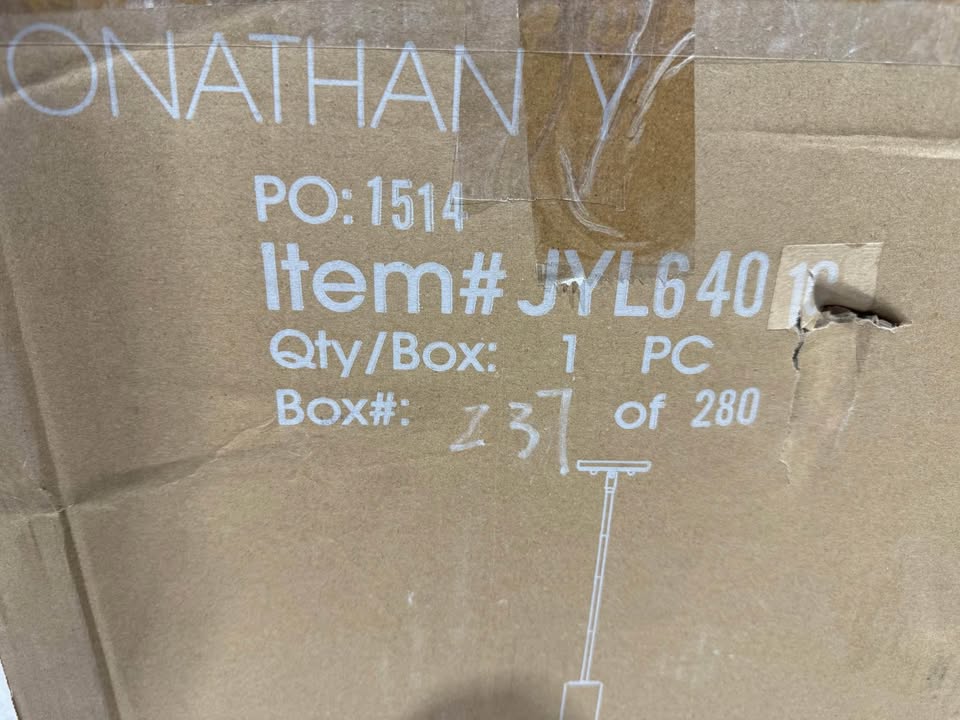 ONATHAN Y
PO: 1514
Item# JYL640
Qty/Box: 1 PC
Box#: 237 of 280